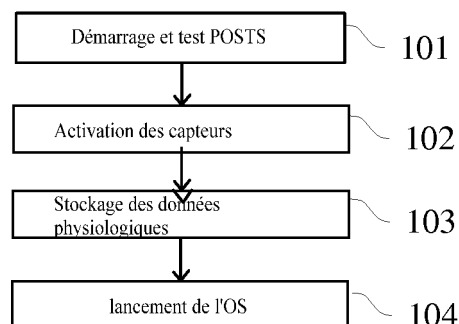 Démarrage et test POSTS
101
Activation des capteurs
102
Stockage des données
physiologiques
103
lancement de l'OS
104